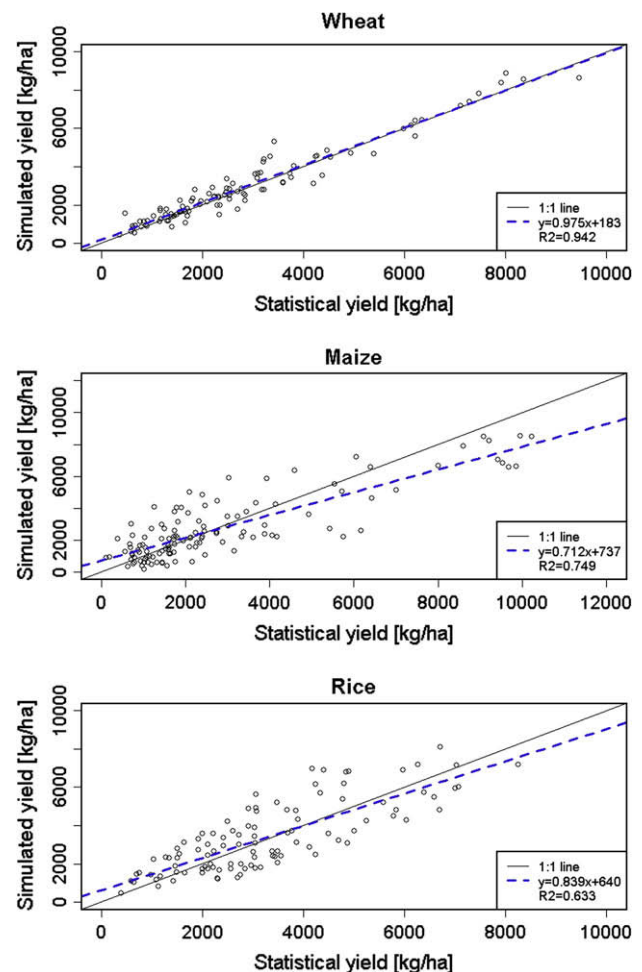 Wheat
Simulated yield [kg/ha]
10000
6000
2000
0
1:1 line
y=0.975x+183
R2=0.942
0 2000 4000 6000 8000 10000
Statistical yield [kg/ha]
Maize
Simulated yield [kg/ha]
10000
6000
2000
0
1:1 line
y=0.712x+737
R2=0.749
0 2000 4000 6000 8000 10000 12000
Statistical yield [kg/ha]
Rice
Simulated yield [kg/ha]
10000
6000
2000
0
1:1 line
y=0.839x+640
R2=0.633
0 2000 4000 6000 8000 10000
Statistical yield [kg/ha]